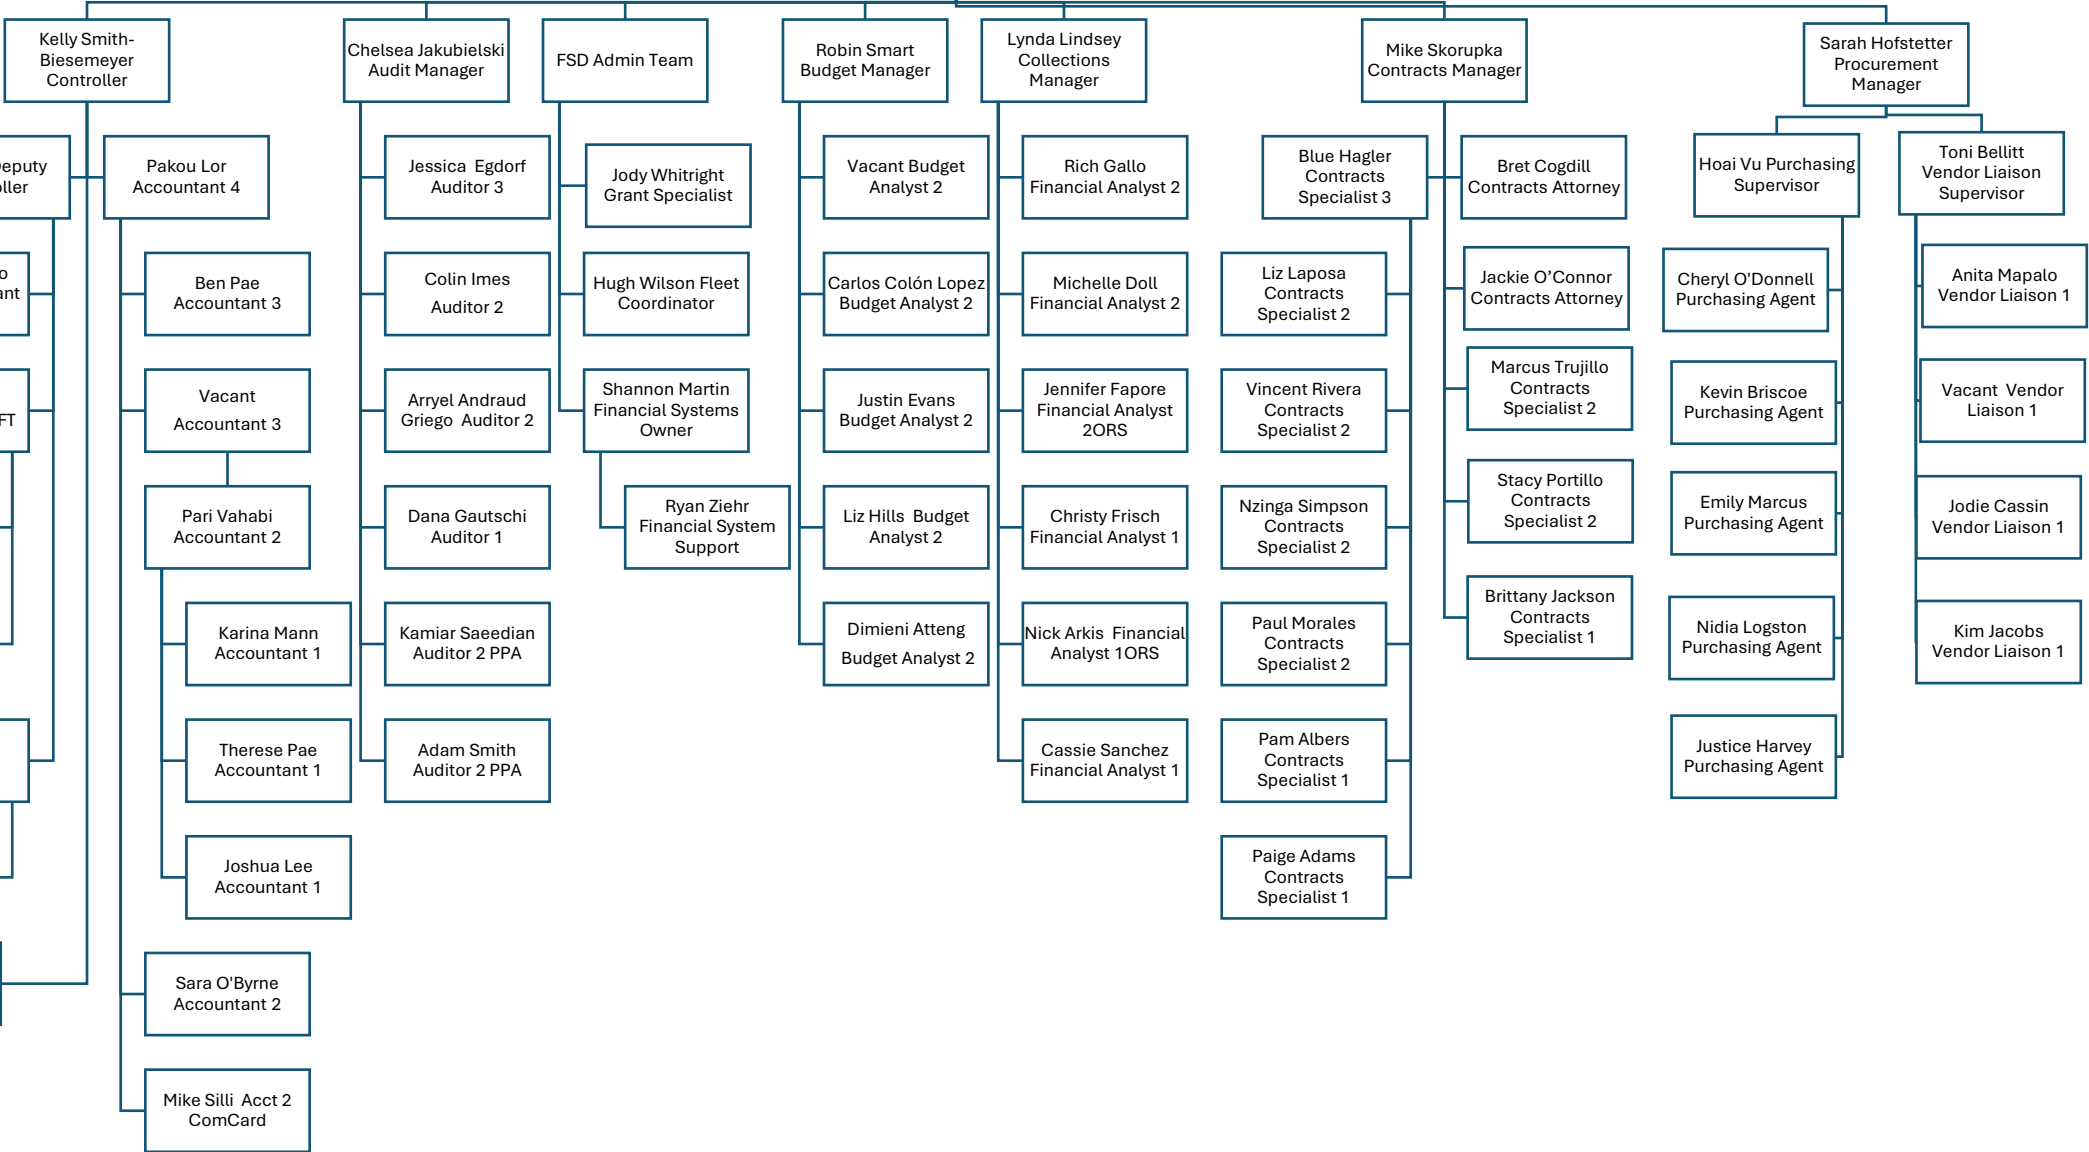 Kelly Smith-
Biesemeyer
Controller
Chelsea Jakubielski
Audit Manager
FSD Admin Team
Robin Smart
Budget Manager
Lynda Lindsey
Collections
Manager
Mike Skorupka
Contracts Manager
Sarah Hofstetter
Procurement
Manager
Pakou Lor
Accountant 4
Ben Pae
Accountant 3
Vacant
Accountant 3
Pari Vahabi
Accountant 2
Karina Mann
Accountant 1
Therese Pae
Accountant 1
Joshua Lee
Accountant 1
Sara O'Byrne
Accountant 2
Mike Silli Acct 2
ComCard
Jessica Egdorf
Auditor 3
Colin Imes
Auditor 2
Arryel Andraud
Griego Auditor 2
Dana Gautschi
Auditor 1
Kamiar Saeedian
Auditor 2 PPA
Adam Smith
Auditor 2 PPA
Jody Whitright
Grant Specialist
Hugh Wilson Fleet
Coordinator
Shannon Martin
Financial Systems
Owner
Ryan Ziehr
Financial System
Support
Vacant Budget
Analyst 2
Carlos Colón Lopez
Budget Analyst 2
Justin Evans
Budget Analyst 2
Liz Hills Budget
Analyst 2
Dimieni Atteng
Budget Analyst 2
Rich Gallo
Financial Analyst 2
Michelle Doll
Financial Analyst 2
Jennifer Fapore
Financial Analyst
2ORS
Christy Frisch
Financial Analyst 1
Nick Arkis Financial
Analyst 1ORS
Cassie Sanchez
Financial Analyst 1
Blue Hagler
Contracts
Specialist 3
Liz Laposa
Contracts
Specialist 2
Vincent Rivera
Contracts
Specialist 2
Nzinga Simpson
Contracts
Specialist 2
Paul Morales
Contracts
Specialist 2
Pam Albers
Contracts
Specialist 1
Paige Adams
Contracts
Specialist 1
Bret Cogdill
Contracts Attorney
Jackie O’Connor
Contracts Attorney
Marcus Trujillo
Contracts
Specialist 2
Stacy Portillo
Contracts
Specialist 2
Brittany Jackson
Contracts
Specialist 1
Hoai Vu Purchasing
Supervisor
Cheryl O'Donnell
Purchasing Agent
Kevin Briscoe
Purchasing Agent
Emily Marcus
Purchasing Agent
Nidia Logston
Purchasing Agent
Justice Harvey
Purchasing Agent
Toni Bellitt
Vendor Liaison
Supervisor
Anita Mapalo
Vendor Liaison 1
Vacant Vendor
Liaison 1
Jodie Cassin
Vendor Liaison 1
Kim Jacobs
Vendor Liaison 1